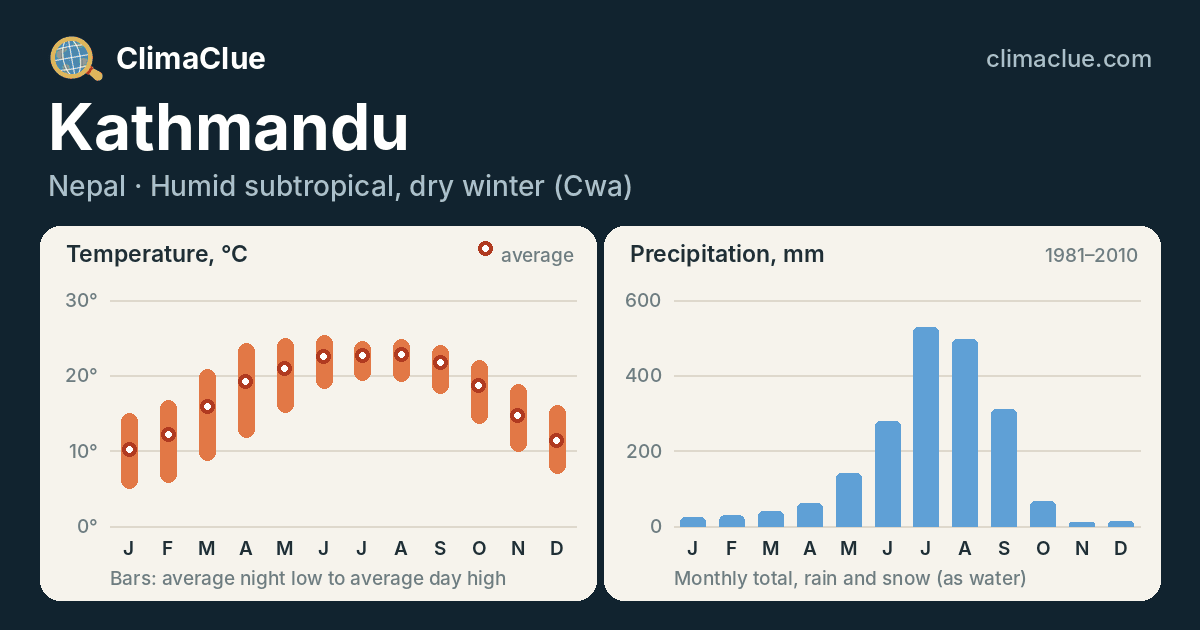 ClimaClue
climaclue.com
Kathmandu
Nepal · Humid subtropical, dry winter (Cwa)
Temperature, °C
average
30°
20°
10°
0°
J F M A M J J A S O N D
Bars: average night low to average day high
Precipitation, mm
1981–2010
600
400
200
0
J F M A M J J A S O N D
Monthly total, rain and snow (as water)